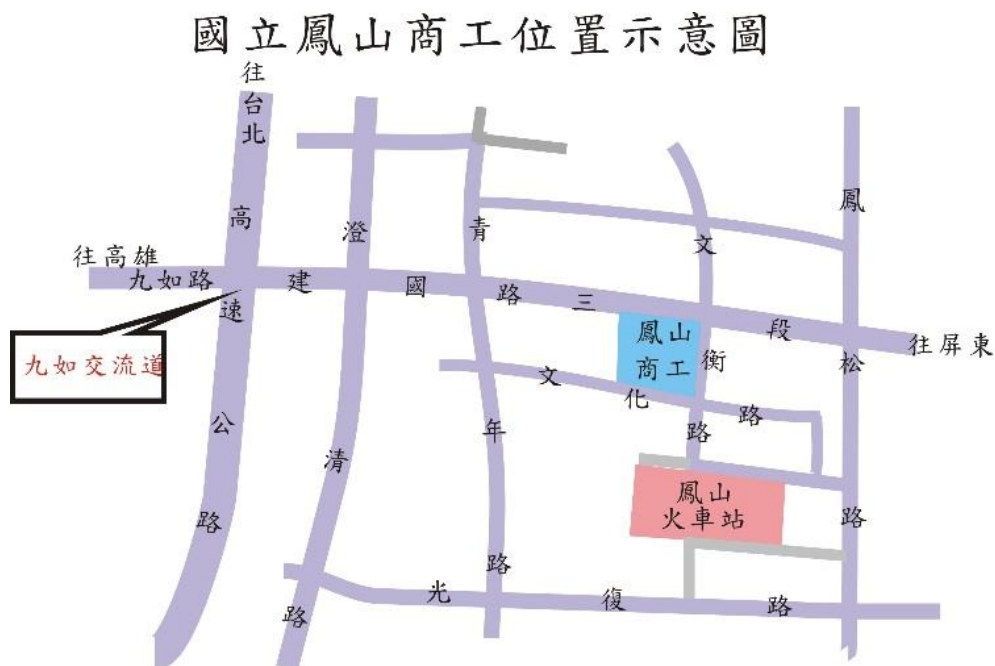 國立鳳山商工位置示意圖
往台北
高速公路
澄清路
青年路
文衡路
鳳松路
往高雄
九如路
建國路三段
往屏東
九如交流道
鳳山
商工
文化路
鳳山
火車站
光復路